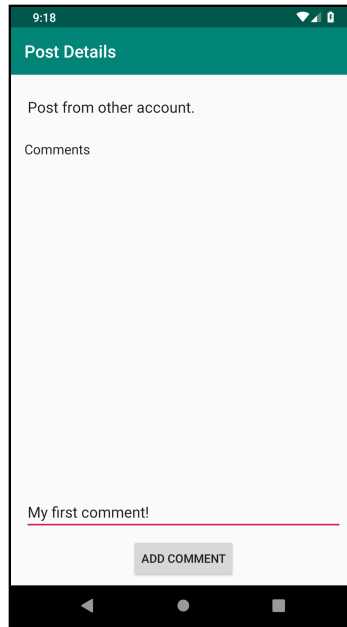 9:18
Post Details
Post from other account.
Comments
My first comment!
ADD COMMENT